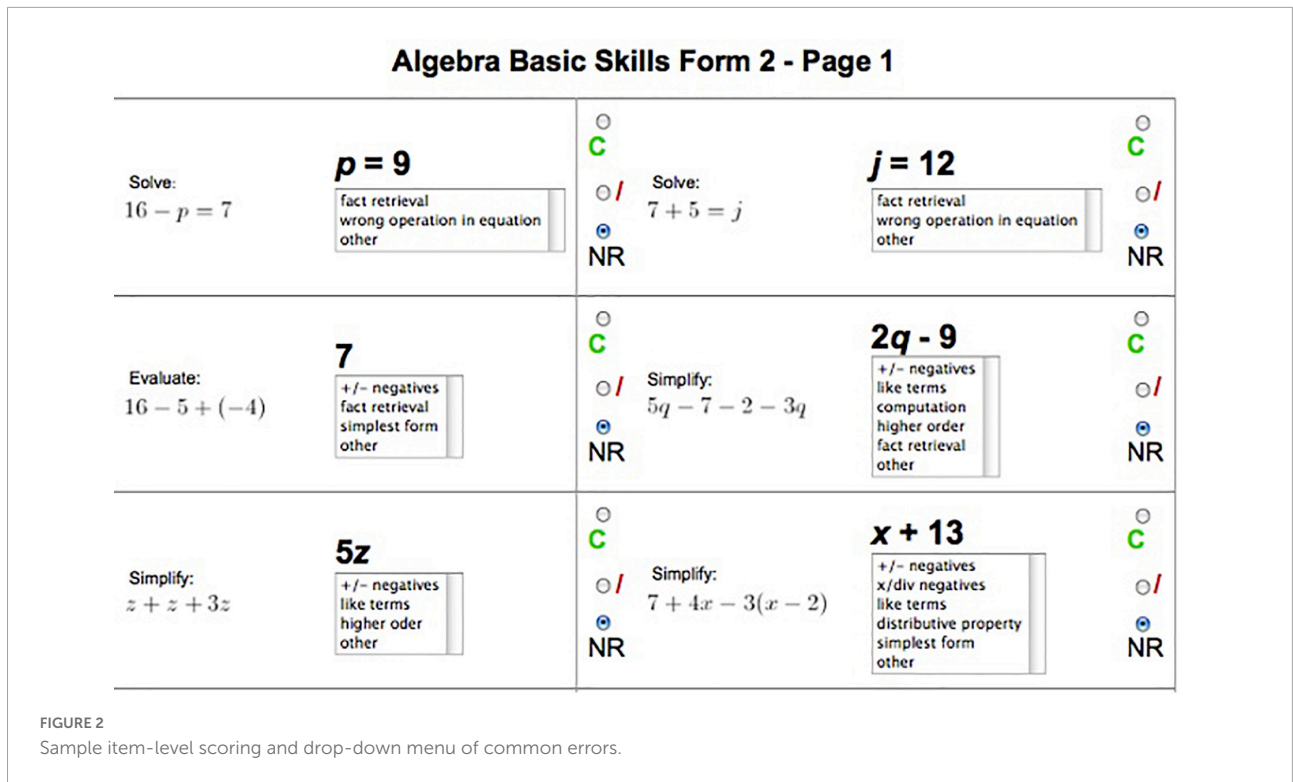 Algebra Basic Skills Form 2 - Page 1
Solve:
16 − p = 7
p = 9
fact retrieval
wrong operation in equation
other
C
/
NR
Solve:
7 + 5 = j
j = 12
fact retrieval
wrong operation in equation
other
C
/
NR
Evaluate:
16 − 5 + (−4)
7
+/− negatives
fact retrieval
simplest form
other
C
/
NR
Simplify:
5q − 7 − 2 − 3q
2q - 9
+/− negatives
like terms
computation
higher order
fact retrieval
other
C
/
NR
Simplify:
z + z + 3z
5z
+/− negatives
like terms
higher oder
other
C
/
NR
Simplify:
7 + 4x − 3(x − 2)
x + 13
+/− negatives
x/div negatives
like terms
distributive property
simplest form
other
C
/
NR
FIGURE 2
Sample item-level scoring and drop-down menu of common errors.